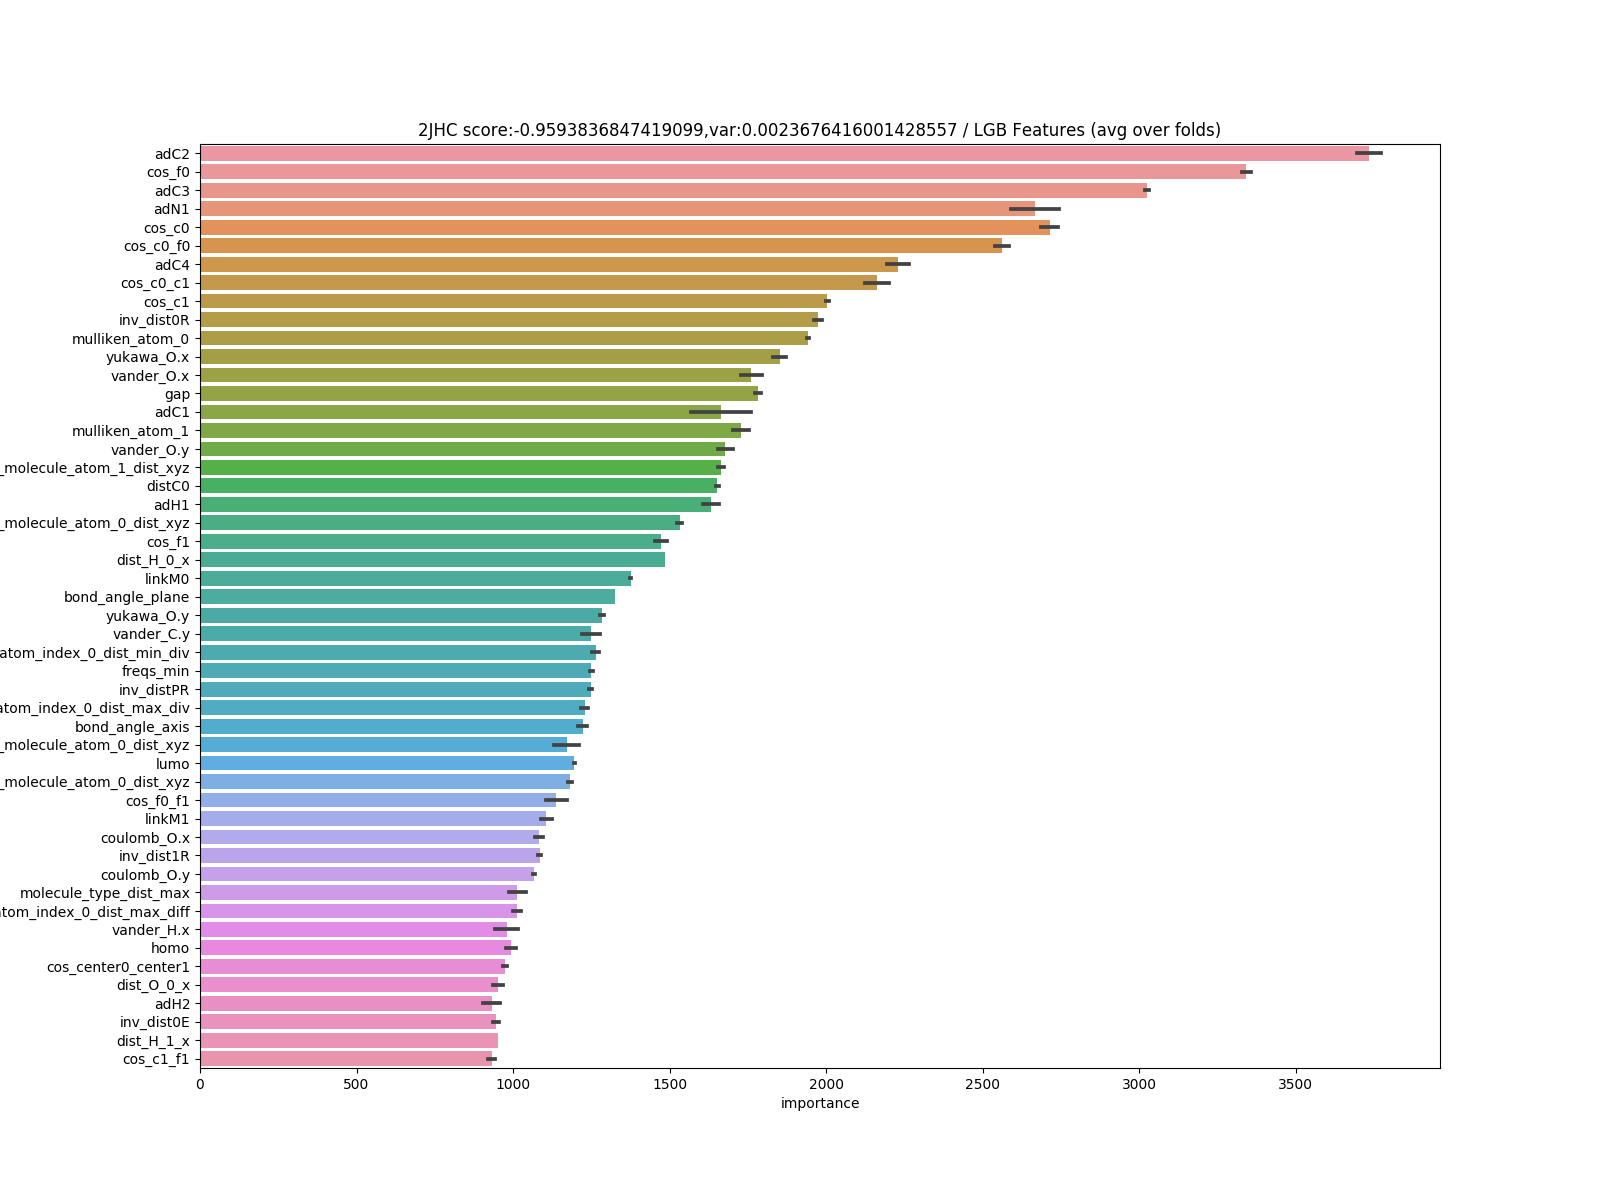 2JHC score:-0.9593836847419099,var:0.0023676416001428557 / LGB Features (avg over folds)
adC2
cos_f0
adC3
adN1
cos_c0
cos_c0_f0
adC4
cos_c0_c1
cos_c1
inv_dist0R
mulliken_atom_0
yukawa_O.x
vander_O.x
gap
adC1
mulliken_atom_1
vander_O.y
_molecule_atom_1_dist_xyz
distC0
adH1
_molecule_atom_0_dist_xyz
cos_f1
dist_H_0_x
linkM0
bond_angle_plane
yukawa_O.y
vander_C.y
atom_index_0_dist_min_div
freqs_min
inv_distPR
atom_index_0_dist_max_div
bond_angle_axis
_molecule_atom_0_dist_xyz
lumo
_molecule_atom_0_dist_xyz
cos_f0_f1
linkM1
coulomb_O.x
inv_dist1R
coulomb_O.y
molecule_type_dist_max
atom_index_0_dist_max_diff
vander_H.x
homo
cos_center0_center1
dist_O_0_x
adH2
inv_dist0E
dist_H_1_x
cos_c1_f1
0 500 1000 1500 2000 2500 3000 3500
importance